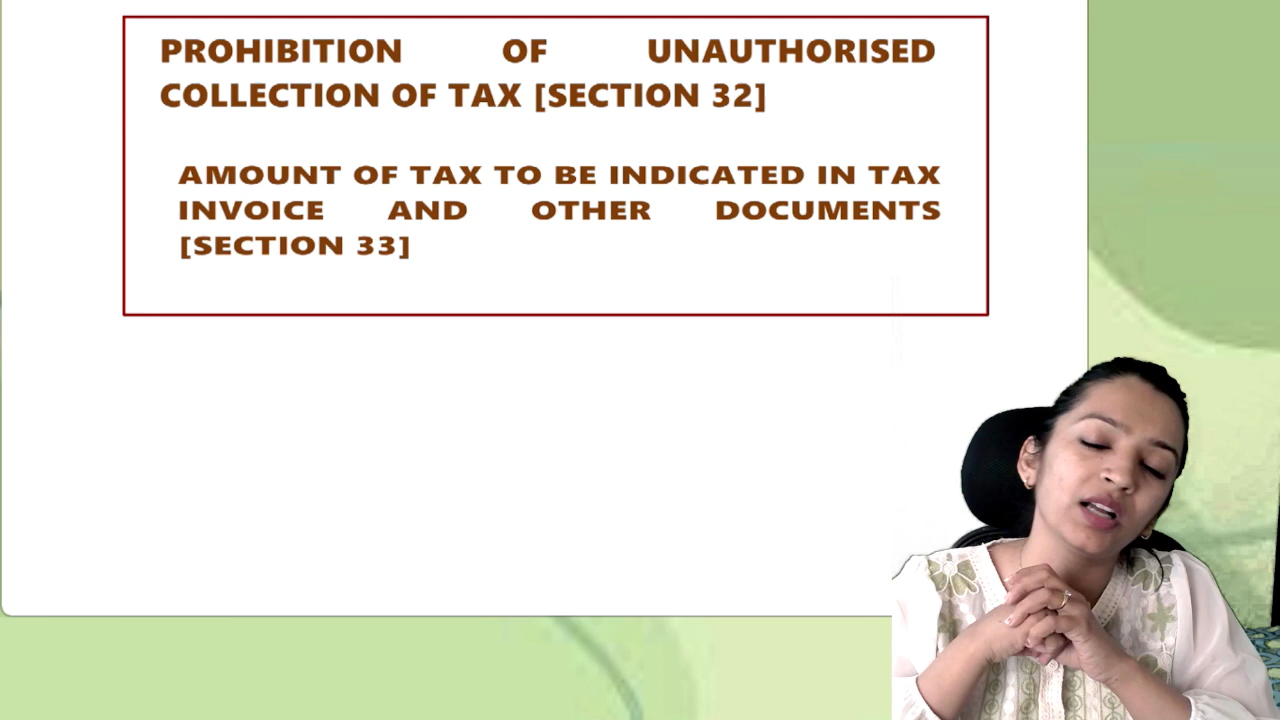 PROHIBITION OF UNAUTHORISED
COLLECTION OF TAX [SECTION 32]
AMOUNT OF TAX TO BE INDICATED IN TAX
INVOICE AND OTHER DOCUMENTS
[SECTION 33]